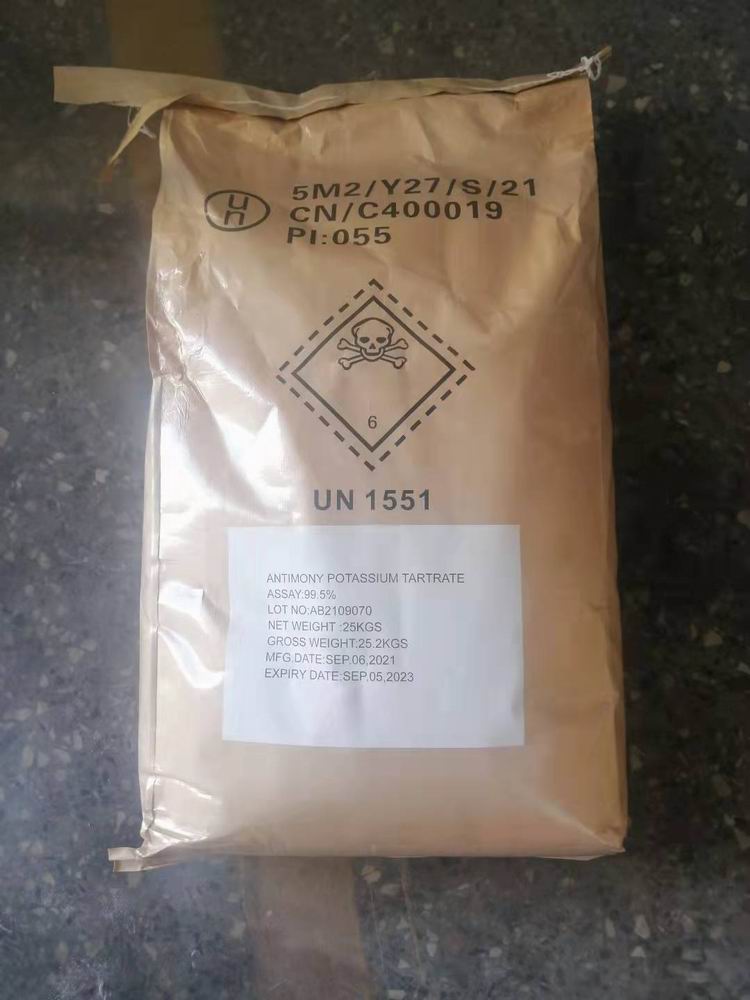 un
5M2/Y27/S/21
CN/C400019
PI:055
6
UN 1551
ANTIMONY POTASSIUM TARTRATE
ASSAY:99.5%
LOT NO:AB2109070
NET WEIGHT :25KGS
GROSS WEIGHT:25.2KGS
MFG.DATE:SEP.06,2021
EXPIRY DATE:SEP.05,2023